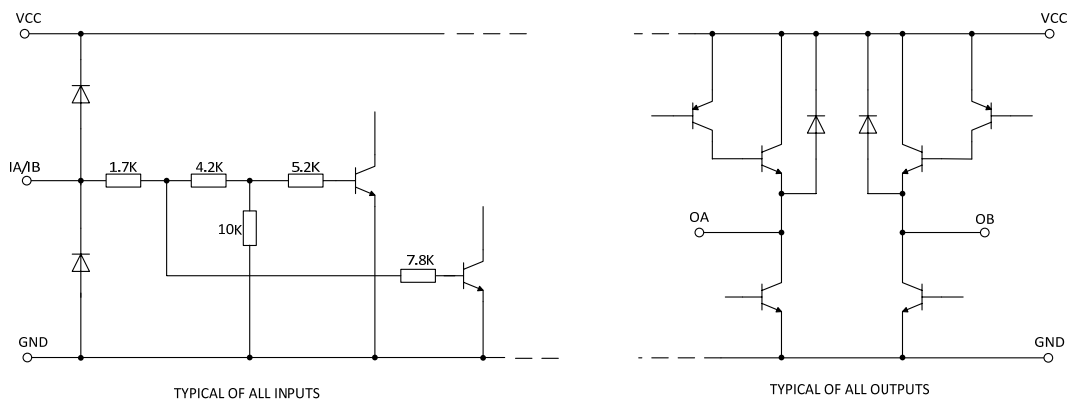 VCC
IA/IB
1.7K
4.2K
5.2K
10K
7.8K
GND
TYPICAL OF ALL INPUTS
VCC
OA
OB
GND
TYPICAL OF ALL OUTPUTS